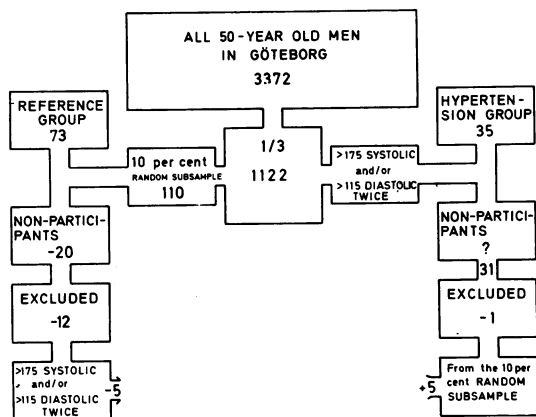 ALL 50-YEAR OLD MEN
IN GÖTEBORG
3372
REFERENCE
GROUP
73
10 per cent
RANDOM SUBSAMPLE
110
1/3
1122
>175 SYSTOLIC
and/or
>115 DIASTOLIC
TWICE
HYPERTEN-
SION GROUP
35
NON-PARTICI-
PANTS
-20
EXCLUDED
-12
>175 SYSTOLIC
and/or
>115 DIASTOLIC
TWICE
-5
NON-PARTICI-
PANTS
?
31
EXCLUDED
-1
+5
From the 10 per
cent RANDOM
SUBSAMPLE